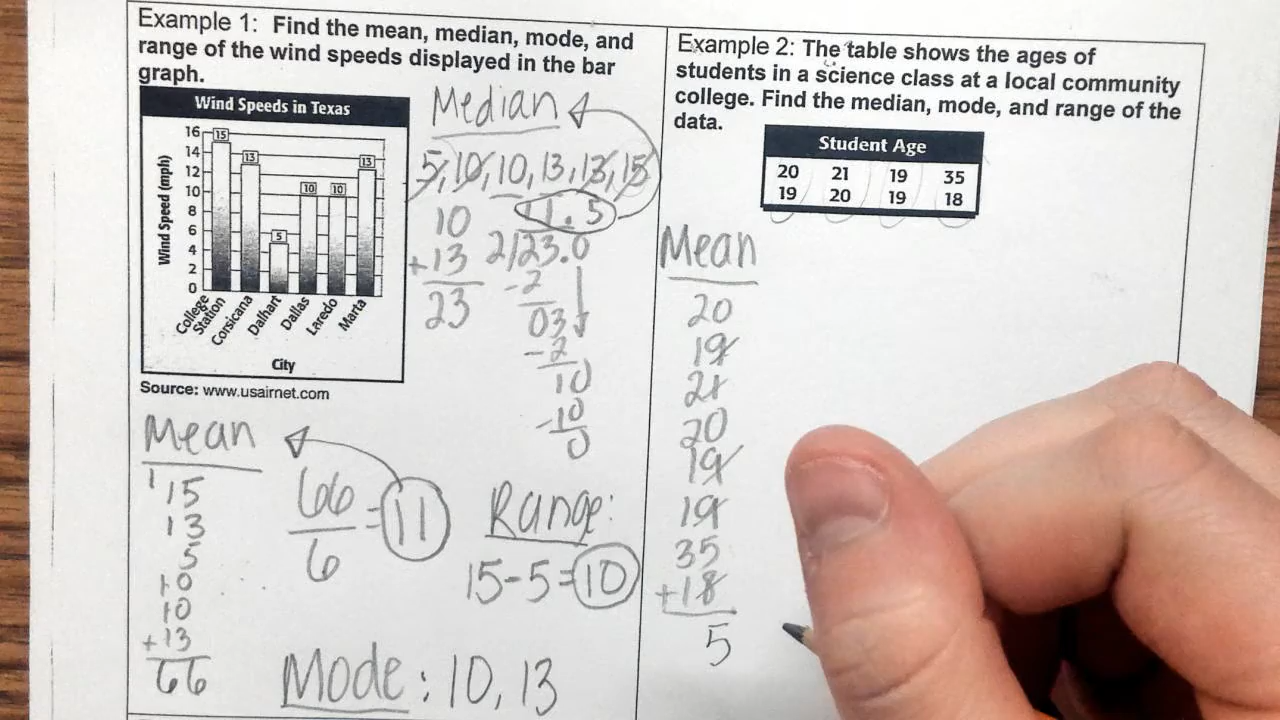 Example 1: Find the mean, median, mode, and
range of the wind speeds displayed in the bar
graph.
Wind Speeds in Texas
Wind Speed (mph)
16
14
12
10
8
6
4
2
0
15
13
5
10
10
13
College Station
Corsicana
Dalhart
Dallas
Laredo
Marta
City
Source: www.usairnet.com
Median
5, 10, 10, 13, 13, 15
10
+13
23
11.5
2)23.0
-2
03
-2
10
-10
0
Mean
1
15
13
5
10
10
+13
66
66/6 = 11
Range:
15-5=10
Mode: 10, 13
Example 2: The table shows the ages of
students in a science class at a local community
college. Find the median, mode, and range of the
data.
Student Age
20 21 19 35
19 20 19 18
Mean
20
19
21
20
19
19
35
+18
5